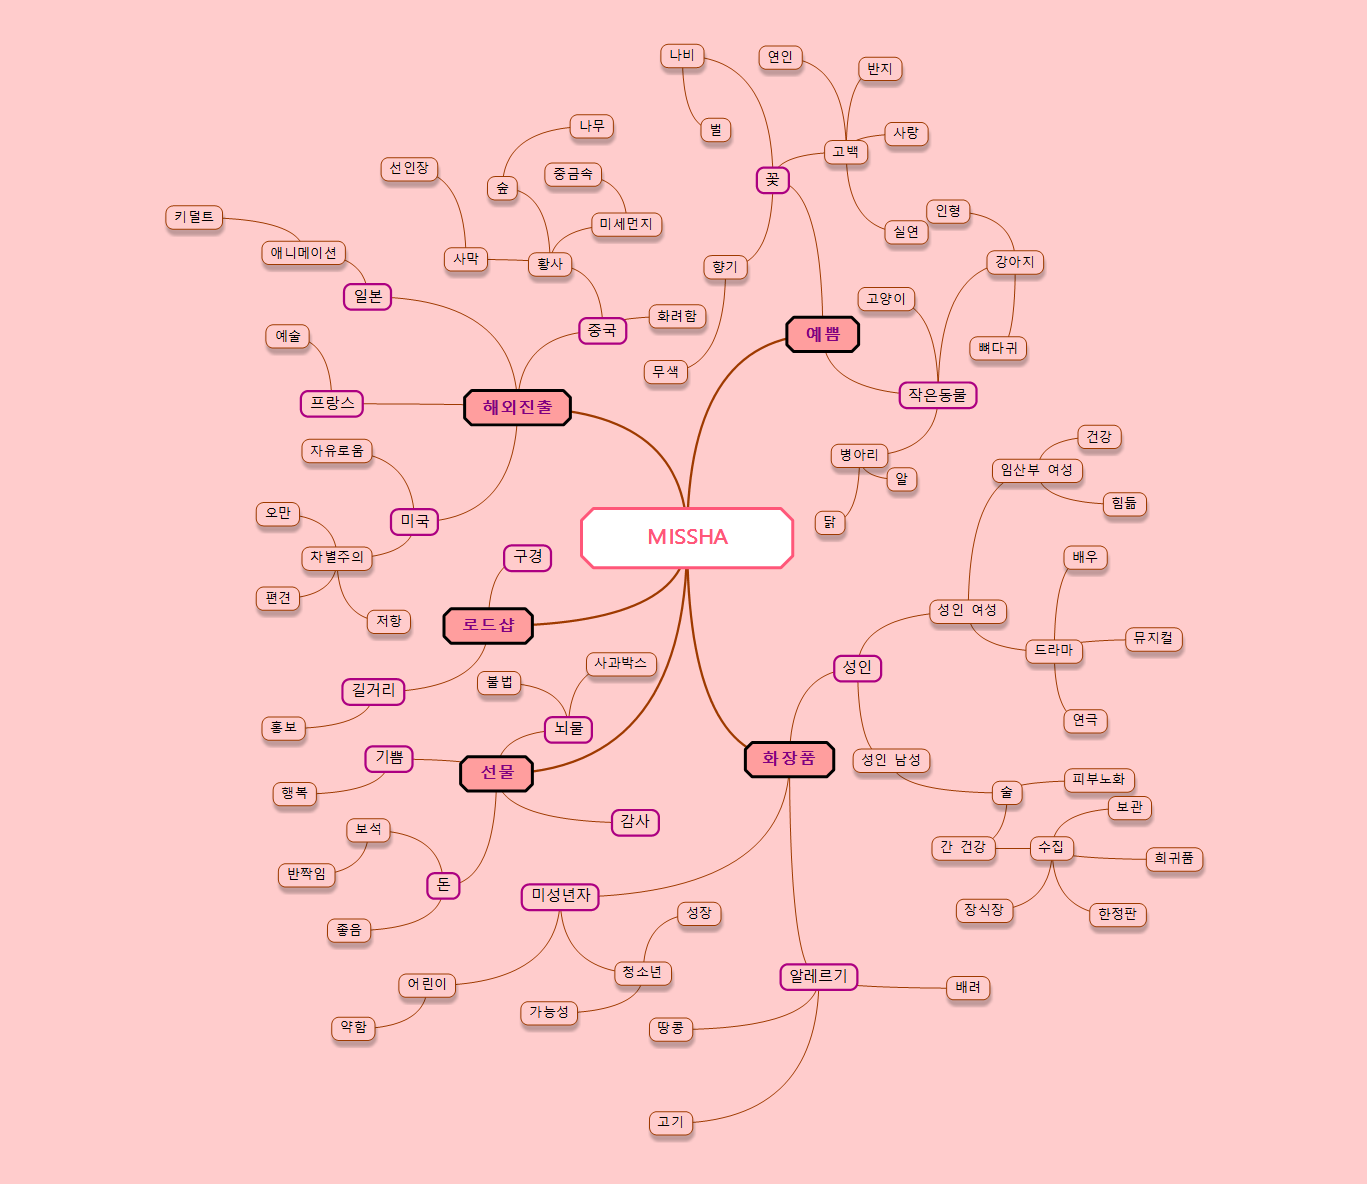 나비
연인
반지
나무
벌
사랑
고백
선인장
중금속
꽃
숲
키덜트
인형
미세먼지
실연
애니메이션
사막
황사
향기
강아지
일본
고양이
화려함
중국
예쁨
예술
뼈다귀
무색
프랑스
해외진출
작은동물
건강
자유로움
병아리
임산부 여성
알
힘듦
오만
미국
닭
MISSHA
차별주의
구경
배우
편견
저항
로드샵
성인 여성
뮤지컬
드라마
사과박스
성인
불법
길거리
홍보
뇌물
연극
기쁨
화장품
성인 남성
선물
피부노화
행복
술
보관
감사
보석
간 건강
수집
희귀품
반짝임
돈
미성년자
장식장
성장
한정판
좋음
청소년
알레르기
어린이
배려
가능성
약함
땅콩
고기